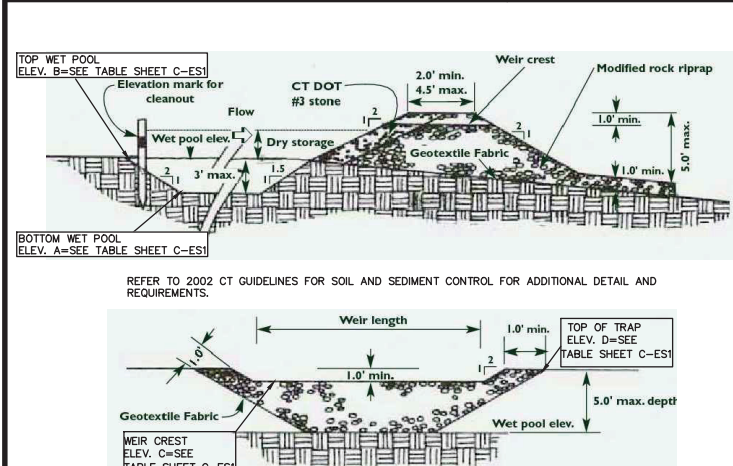 TOP WET POOL
ELEV. B=SEE TABLE SHEET C-ES1
Elevation mark for
cleanout
Flow
CT DOT
#3 stone
2.0' min.
4.5' max.
Weir crest
Modified rock riprap
1
2
1.0' min.
5.0' max.
Wet pool elev.
Dry storage
Geotextile Fabric
1.0' min.
2
1
3' max.
1.5
1
BOTTOM WET POOL
ELEV. A=SEE TABLE SHEET C-ES1
REFER TO 2002 CT GUIDELINES FOR SOIL AND SEDIMENT CONTROL FOR ADDITIONAL DETAIL AND
REQUIREMENTS.
Weir length
1.0' min.
TOP OF TRAP
ELEV. D=SEE
TABLE SHEET C-ES1
1.0'
1.0' min.
1
2
5.0' max. depth
Geotextile Fabric
Wet pool elev.
WEIR CREST
ELEV. C=SEE
TABLE SHEET C-ES1